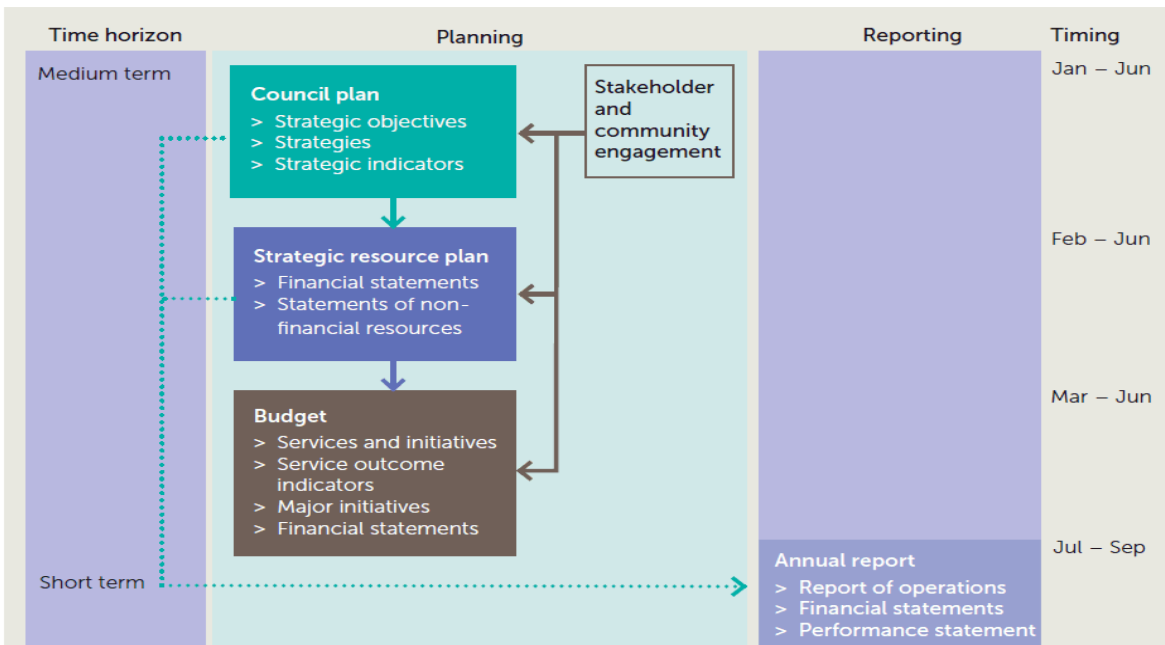 Time horizon
Planning
Reporting
Timing
Medium term
Jan – Jun
Council plan
> Strategic objectives
> Strategies
> Strategic indicators
Stakeholder
and
community
engagement
Feb – Jun
Strategic resource plan
> Financial statements
> Statements of non-
financial resources
Mar – Jun
Budget
> Services and initiatives
> Service outcome
indicators
> Major initiatives
> Financial statements
Jul – Sep
Short term
Annual report
> Report of operations
> Financial statements
> Performance statement